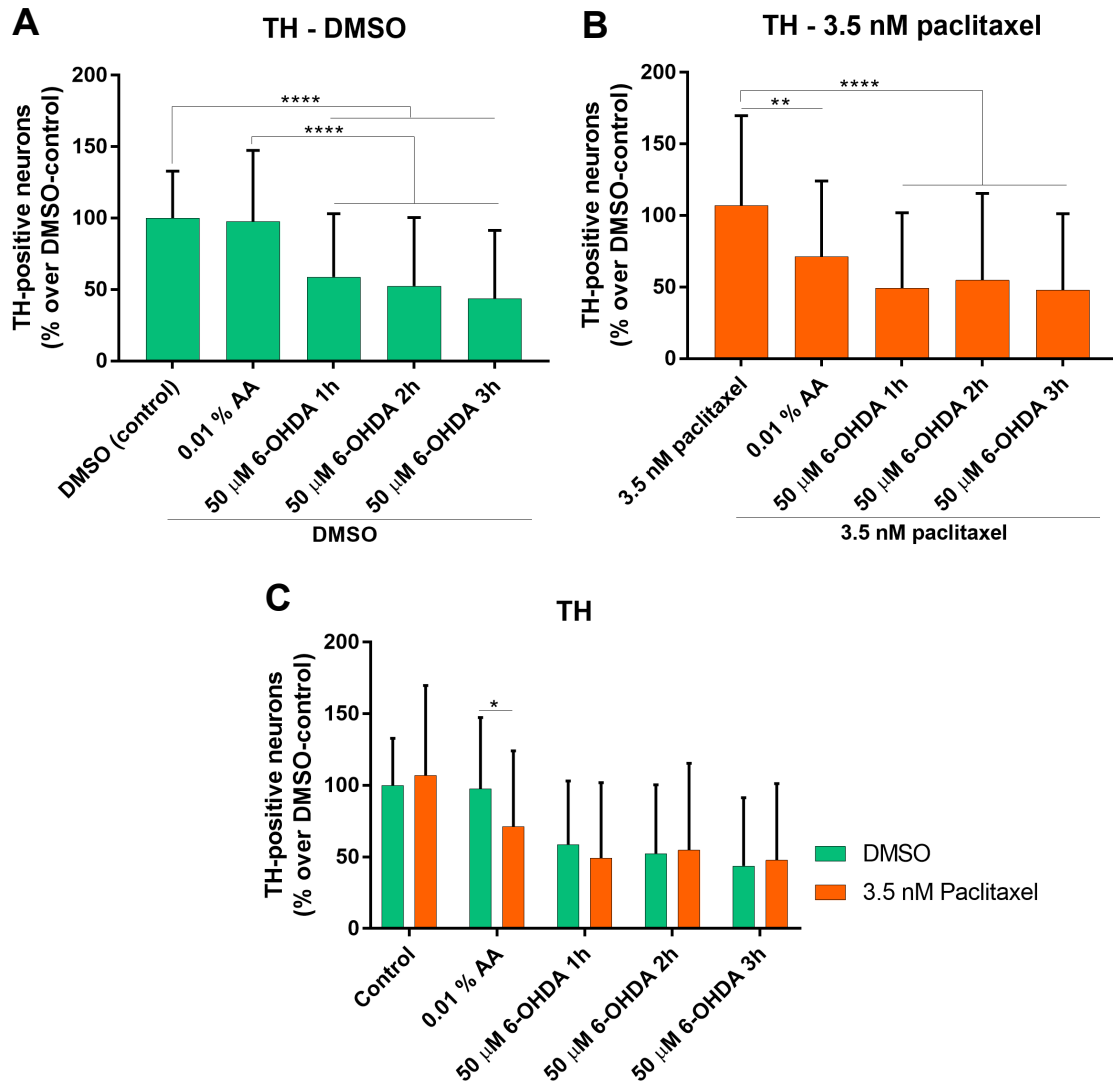 A
TH - DMSO
TH-positive neurons
(% over DMSO-control)
200
150
100
50
0
****
****
DMSO (control)
0.01 % AA
50 μM 6-OHDA 1h
50 μM 6-OHDA 2h
50 μM 6-OHDA 3h
DMSO
B
TH - 3.5 nM paclitaxel
TH-positive neurons
(% over DMSO-control)
200
150
100
50
0
****
**
3.5 nM paclitaxel
0.01 % AA
50 μM 6-OHDA 1h
50 μM 6-OHDA 2h
50 μM 6-OHDA 3h
3.5 nM paclitaxel
C
TH
TH-positive neurons
(% over DMSO-control)
200
150
100
50
0
*
Control
0.01 % AA
50 μM 6-OHDA 1h
50 μM 6-OHDA 2h
50 μM 6-OHDA 3h
DMSO
3.5 nM Paclitaxel